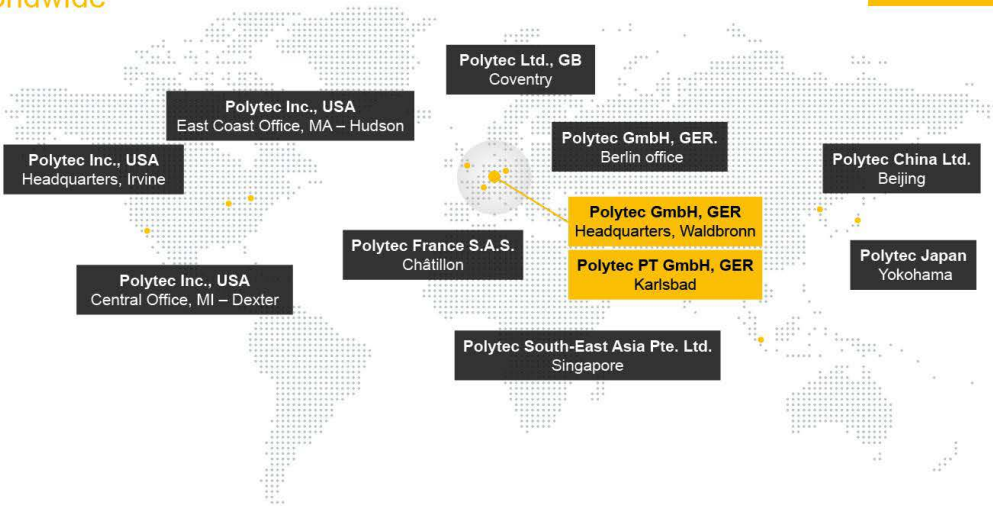 Polytec Ltd., GB
Coventry
Polytec Inc., USA
East Coast Office, MA – Hudson
Polytec GmbH, GER.
Berlin office
Polytec Inc., USA
Headquarters, Irvine
Polytec China Ltd.
Beijing
Polytec GmbH, GER
Headquarters, Waldbronn
Polytec France S.A.S.
Châtillon
Polytec PT GmbH, GER
Karlsbad
Polytec Japan
Yokohama
Polytec Inc., USA
Central Office, MI – Dexter
Polytec South-East Asia Pte. Ltd.
Singapore